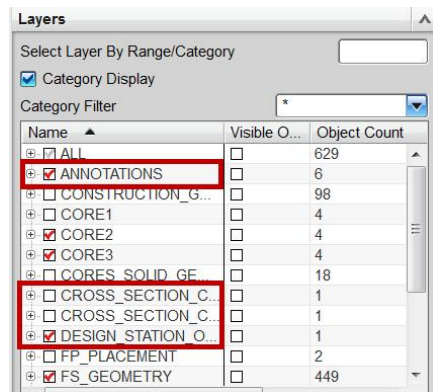 Layers
Select Layer By Range/Category
Category Display
Category Filter *
Name Visible O... Object Count
ALL 629
ANNOTATIONS 6
CONSTRUCTION_G... 98
CORE1 4
CORE2 4
CORE3 4
CORES_SOLID_GE... 18
CROSS_SECTION_C... 1
CROSS_SECTION_C... 1
DESIGN_STATION_O... 1
FP_PLACEMENT 2
FS_GEOMETRY 449